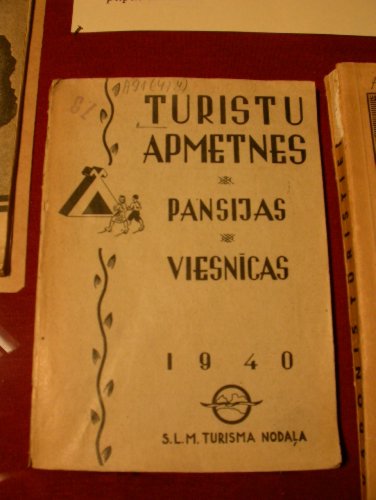 TURISTU
APMETNES
PANSIJAS
VIESNĪCAS
1940
S.L.M. TURISMA NODAĻA